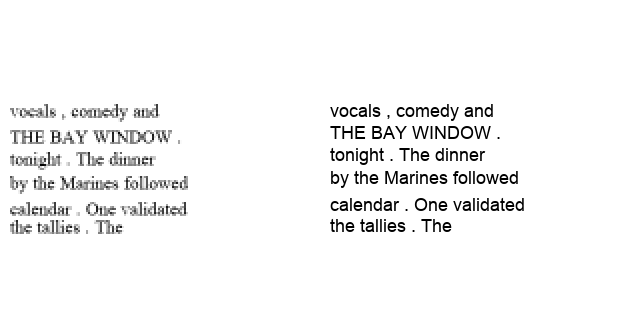 vocals , comedy and
THE BAY WINDOW .
tonight . The dinner
by the Marines followed
calendar . One validated
the tallies . The
vocals , comedy and
THE BAY WINDOW .
tonight . The dinner
by the Marines followed
calendar . One validated
the tallies . The